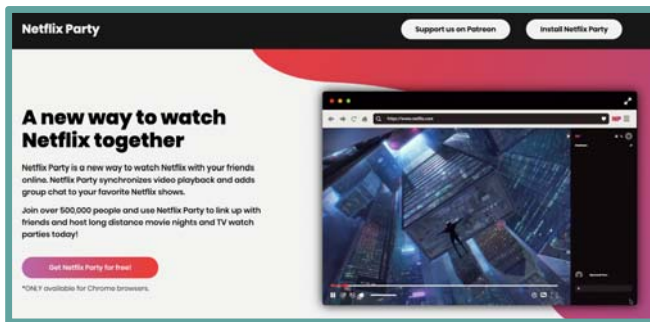 Netflix Party
Support us on Patreon
Install Netflix Party
A new way to watch
Netflix together
Netflix Party is a new way to watch Netflix with your friends
online. Netflix Party synchronizes video playback and adds
group chat to your favorite Netflix shows.
Join over 500,000 people and use Netflix Party to link up with
friends and host long distance movie nights and TV watch
parties today!
Get Netflix Party for free!
*ONLY available for Chrome browsers.
https://www.netflix.com
NP